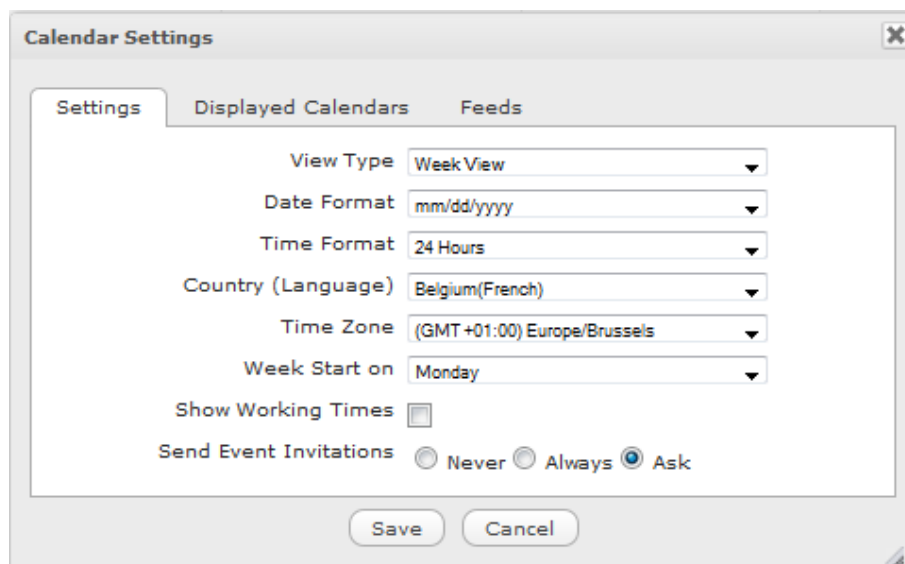 Calendar Settings
Settings Displayed Calendars Feeds
View Type Week View
Date Format mm/dd/yyyy
Time Format 24 Hours
Country (Language) Belgium(French)
Time Zone (GMT +01:00) Europe/Brussels
Week Start on Monday
Show Working Times
Send Event Invitations Never Always Ask
Save Cancel